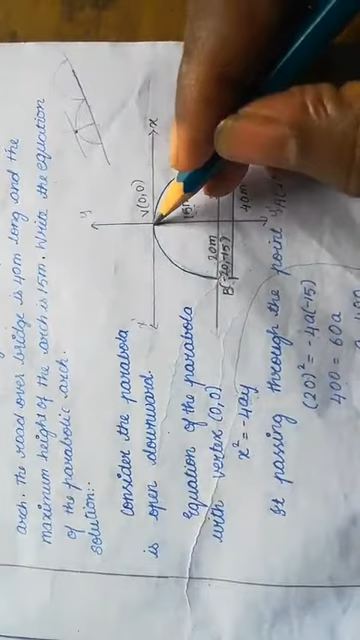 arch. the road over bridge is 40m long and the
maximum height of the arch is 15m. Write the equation
of the parabolic arch.
Solution:-
Consider the parabola
is open downward.
Equation of the parabola
with vertex (0,0)
x² = -4ay
It passing through the point
(20)² = -4a(-15)
400 = 60a
y
x
V(0,0)
15
20m
B(-20,-15)
40m